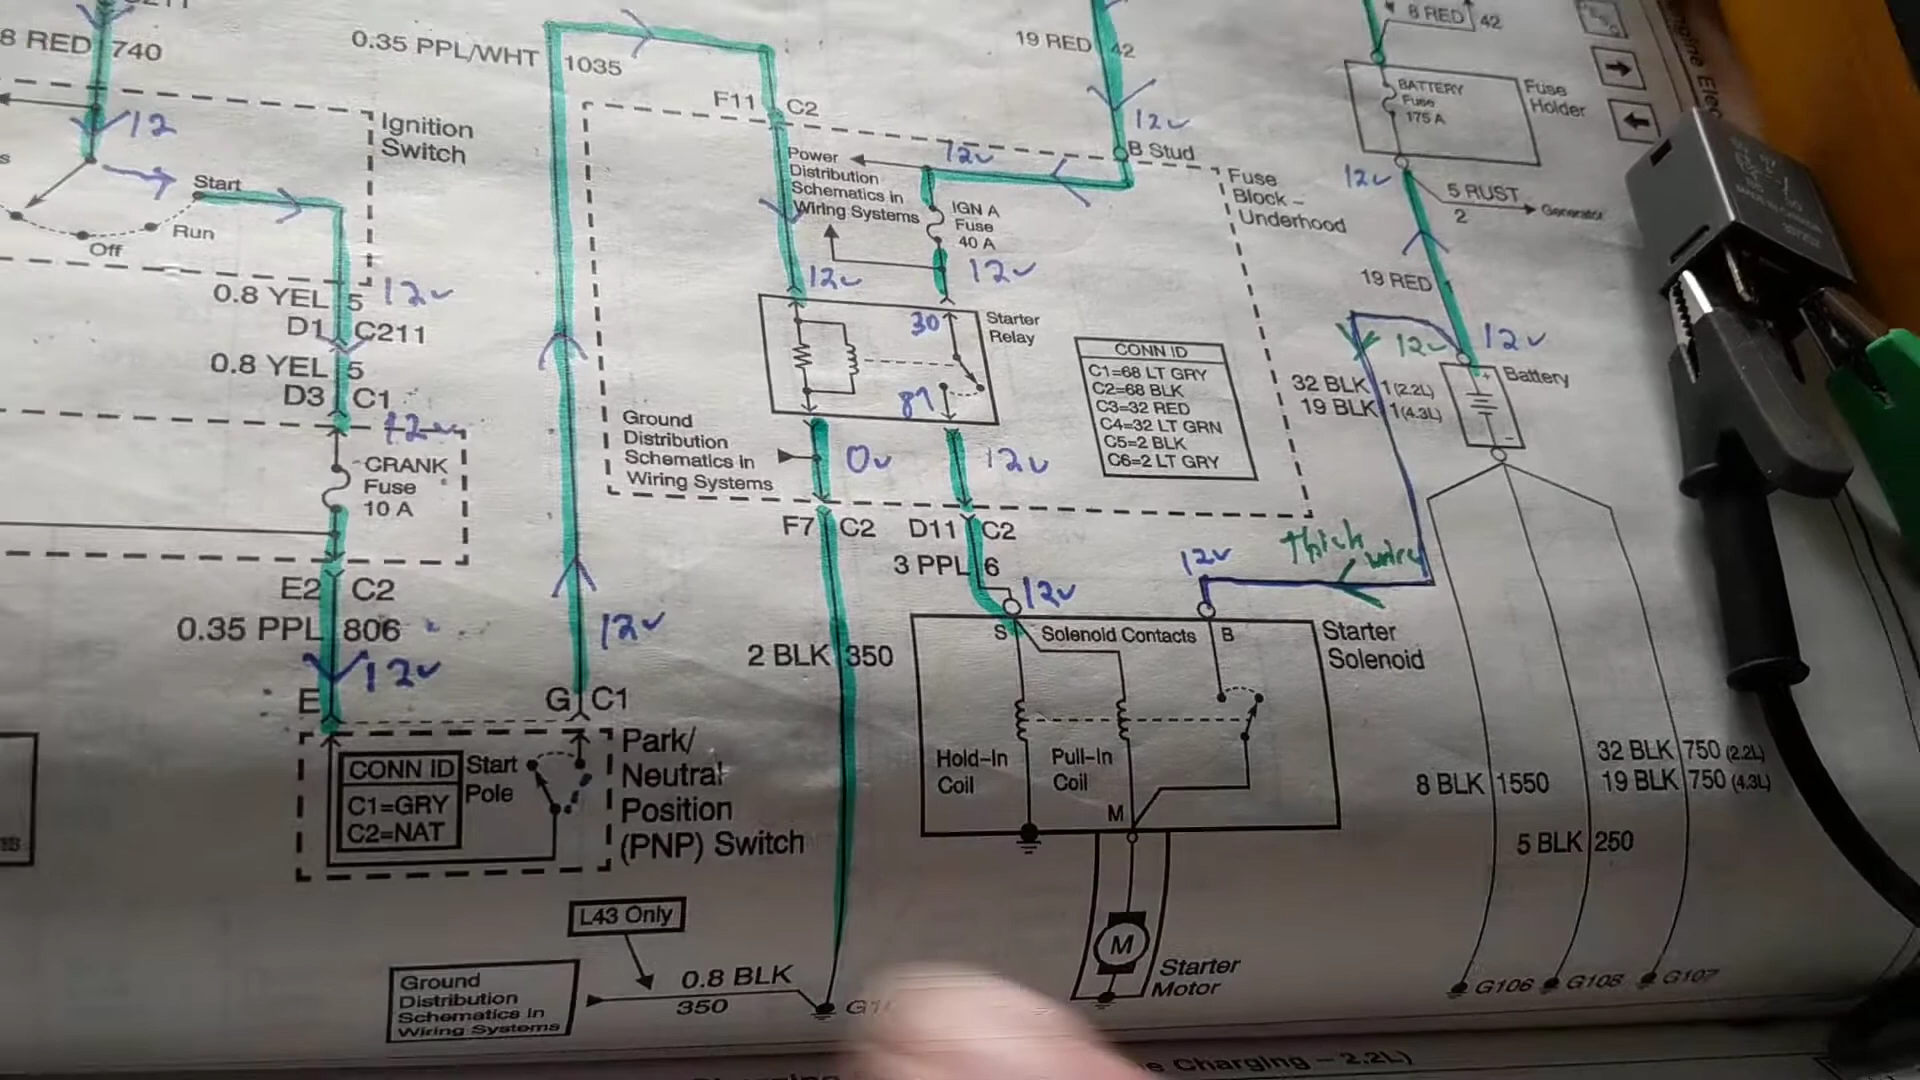 8 RED 740
12
Ignition
Switch
Start
Run
Off
0.8 YEL 5
12v
D1 C211
0.8 YEL 5
D3 C1
12v
CRANK
Fuse
10 A
E2 C2
0.35 PPL 806
12v
E
G C1
CONN ID
C1=GRY
C2=NAT
Start
Pole
Park/
Neutral
Position
(PNP) Switch
0.35 PPL/WHT 1035
12v
F11 C2
Power
Distribution
Schematics in
Wiring Systems
12v
19 RED 42
12v
B Stud
12v
IGN A
Fuse
40 A
12v
Fuse
Block –
Underhood
30
87
Starter
Relay
Ground
Distribution
Schematics in
Wiring Systems
0v
12v
CONN ID
C1=68 LT GRY
C2=68 BLK
C3=32 RED
C4=32 LT GRN
C5=2 BLK
C6=2 LT GRY
F7 C2
D11 C2
3 PPL 6
12v
2 BLK 350
S
Solenoid Contacts
B
Starter
Solenoid
Hold–In
Coil
Pull–In
Coil
M
M
Starter
Motor
L43 Only
Ground
Distribution
Schematics in
Wiring Systems
0.8 BLK
350
8 RED 42
BATTERY
Fuse
175 A
Fuse
Holder
12v
5 RUST
2
Generator
19 RED
12v
12v
Battery
32 BLK 1 (2.2L)
19 BLK 1 (4.3L)
thick wire
12v
8 BLK 1550
5 BLK 250
32 BLK 750 (2.2L)
19 BLK 750 (4.3L)
G106
G108
G107
Charging – 2.2L)